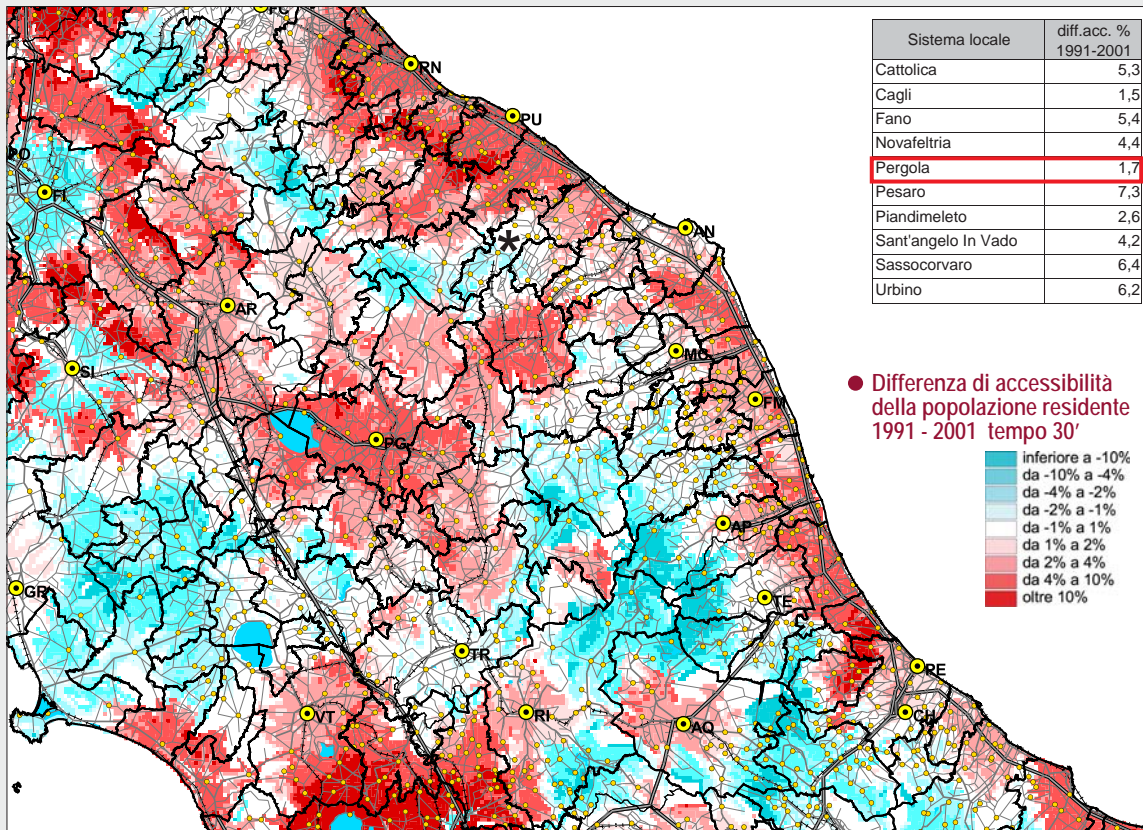 Sistema locale diff.acc. % 1991-2001
Cattolica 5,3
Cagli 1,5
Fano 5,4
Novafeltria 4,4
Pergola 1,7
Pesaro 7,3
Piandimeleto 2,6
Sant'angelo In Vado 4,2
Sassocorvaro 6,4
Urbino 6,2
Differenza di accessibilità
della popolazione residente
1991 - 2001 tempo 30'
inferiore a -10%
da -10% a -4%
da -4% a -2%
da -2% a -1%
da -1% a 1%
da 1% a 2%
da 2% a 4%
da 4% a 10%
oltre 10%
RN
PU
FI
AN
AR
MC
SI
FM
PG
AP
GR
TE
TR
PE
VT
RI
AQ
CH